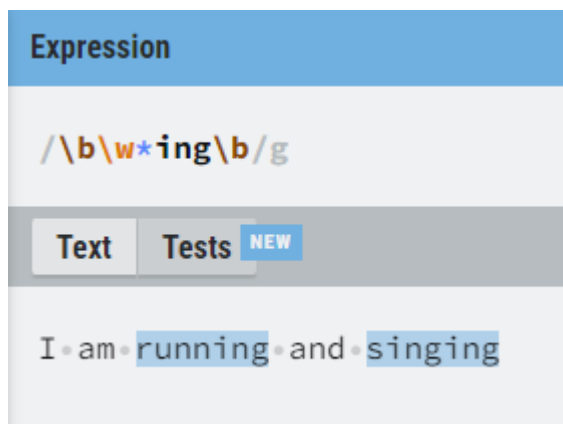 Expression
/\b\w*ing\b/g
Text Tests NEW
I•am•running•and•singing